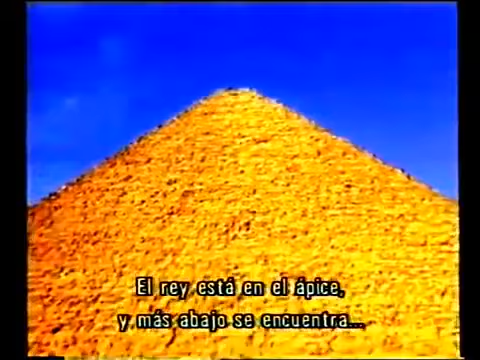 El rey está en el ápice,
y más abajo se encuentra...